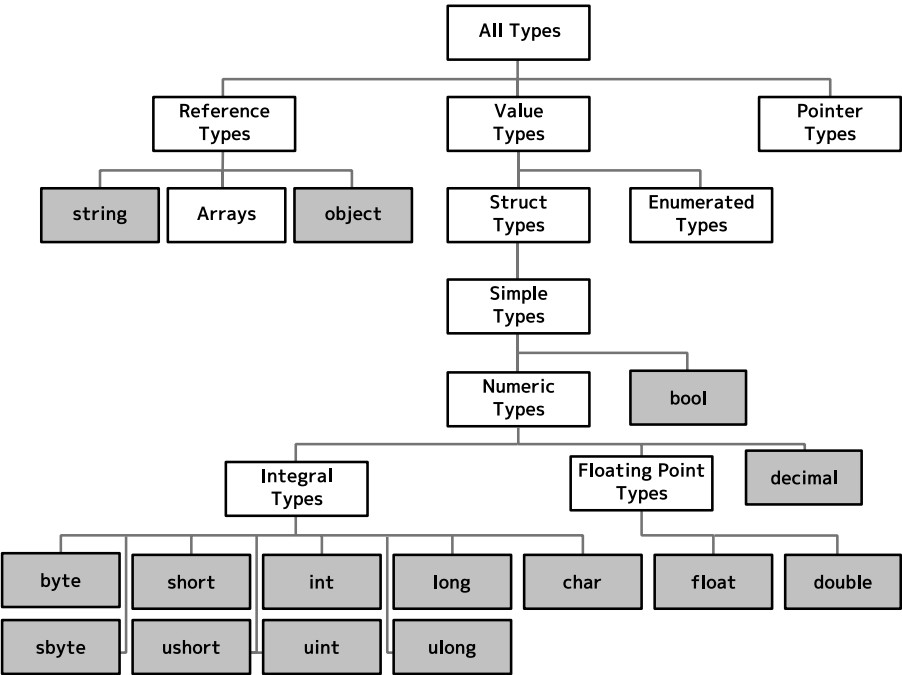 All Types
Reference
Types
Value
Types
Pointer
Types
string
Arrays
object
Struct
Types
Enumerated
Types
Simple
Types
Numeric
Types
bool
Integral
Types
Floating Point
Types
decimal
byte
short
int
long
char
float
double
sbyte
ushort
uint
ulong